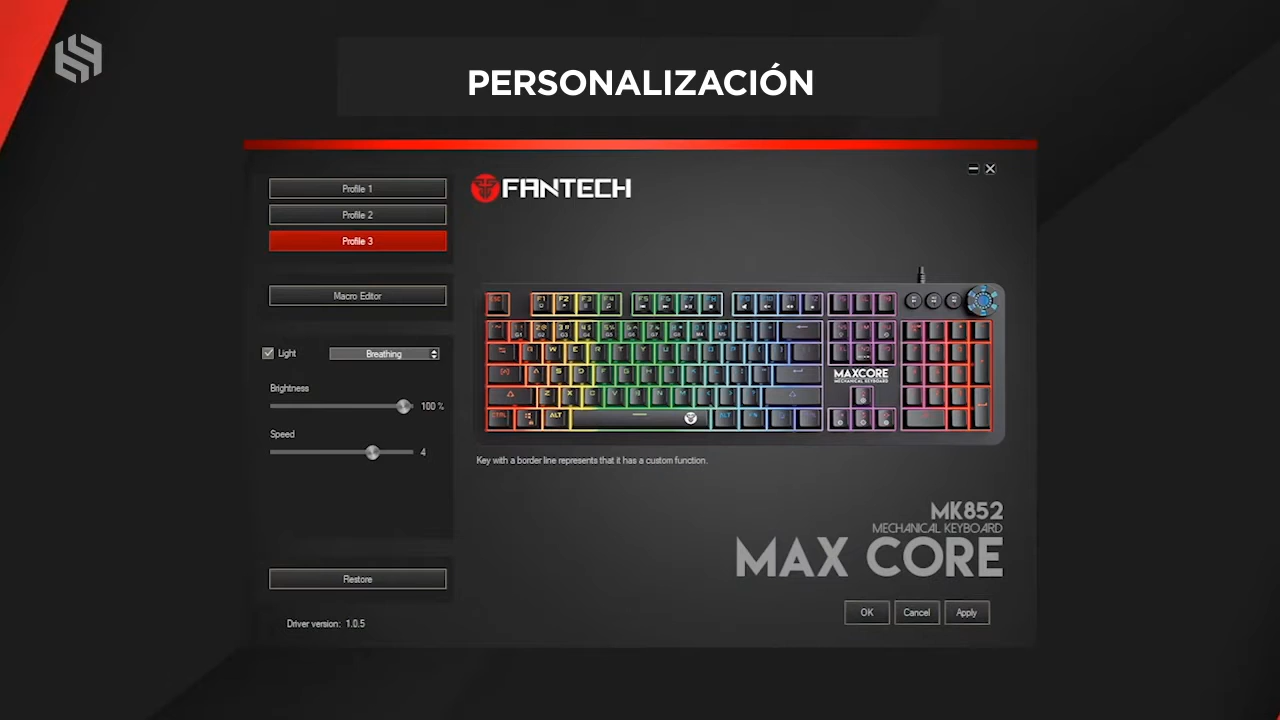 PERSONALIZACIÓN
Profile 1
Profile 2
Profile 3
Macro Editor
Light
Breathing
Brightness
100 %
Speed
4
Restore
Driver version: 1.0.5
FANTECH
MAXCORE
MECHANICAL KEYBOARD
Key with a border line represents that it has a custom function.
MK852
MECHANICAL KEYBOARD
MAX CORE
OK
Cancel
Apply